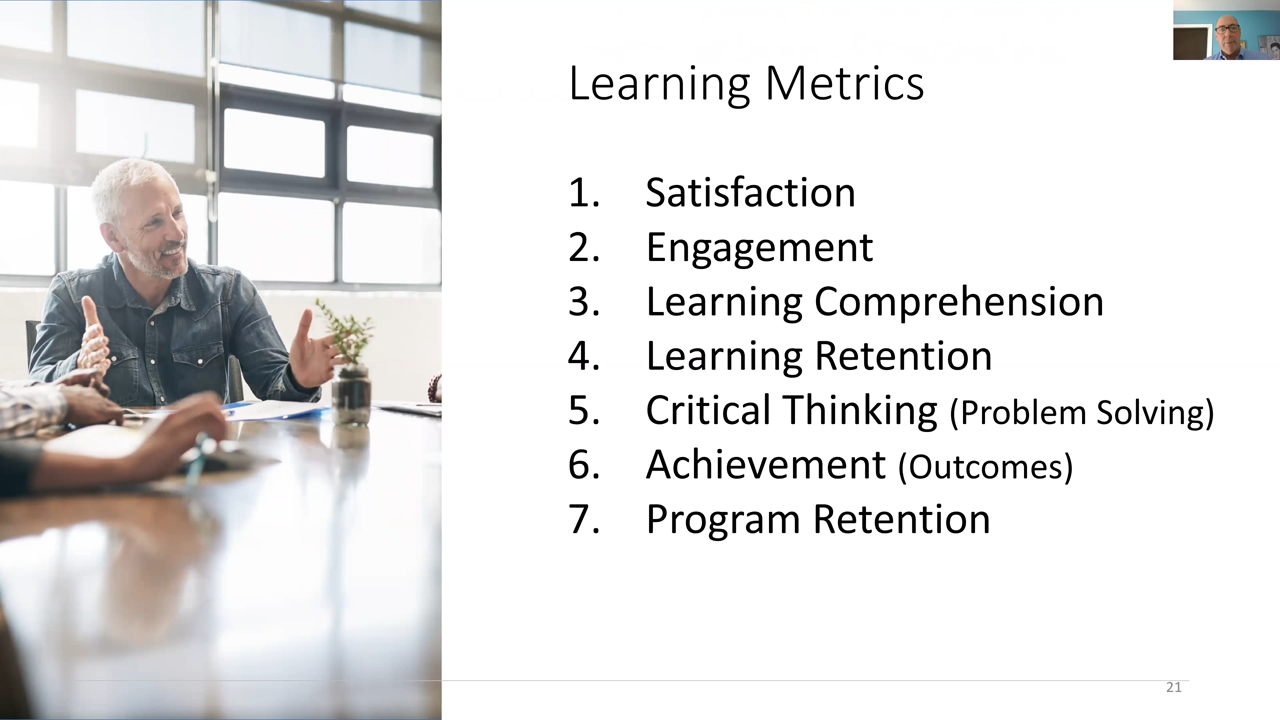 Learning Metrics
1. Satisfaction
2. Engagement
3. Learning Comprehension
4. Learning Retention
5. Critical Thinking (Problem Solving)
6. Achievement (Outcomes)
7. Program Retention
21